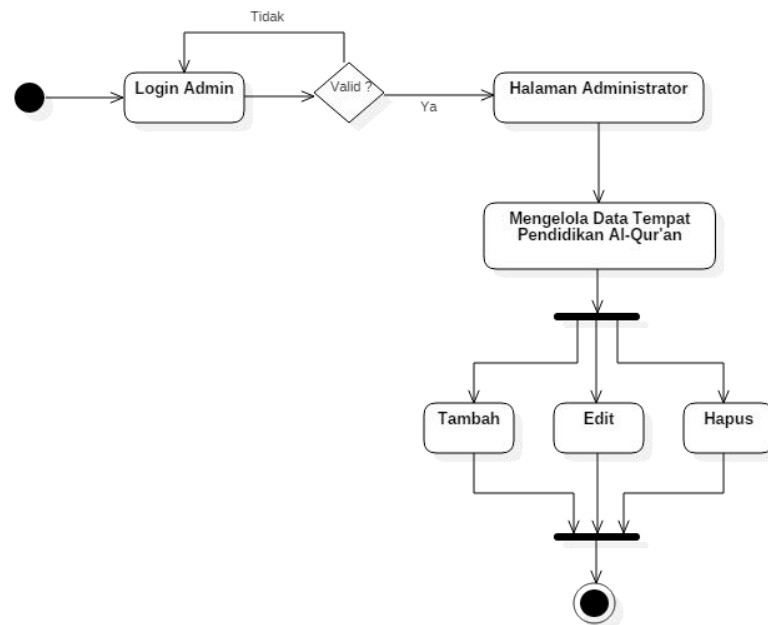 Tidak
Login Admin
Valid ?
Ya
Halaman Administrator
Mengelola Data Tempat
Pendidikan Al-Qur'an
Tambah
Edit
Hapus